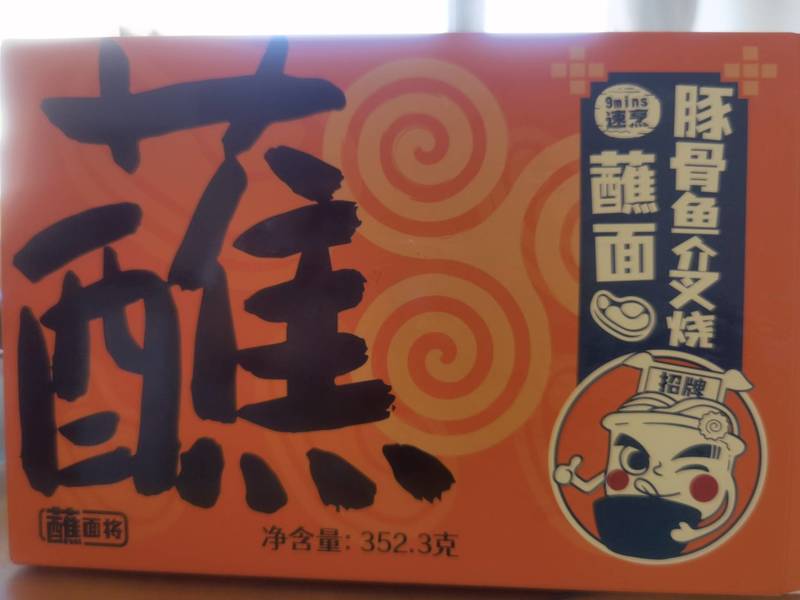 蘸
豚骨鱼介叉烧
9mins
速烹
蘸面
招牌
蘸面将
净含量: 352.3克